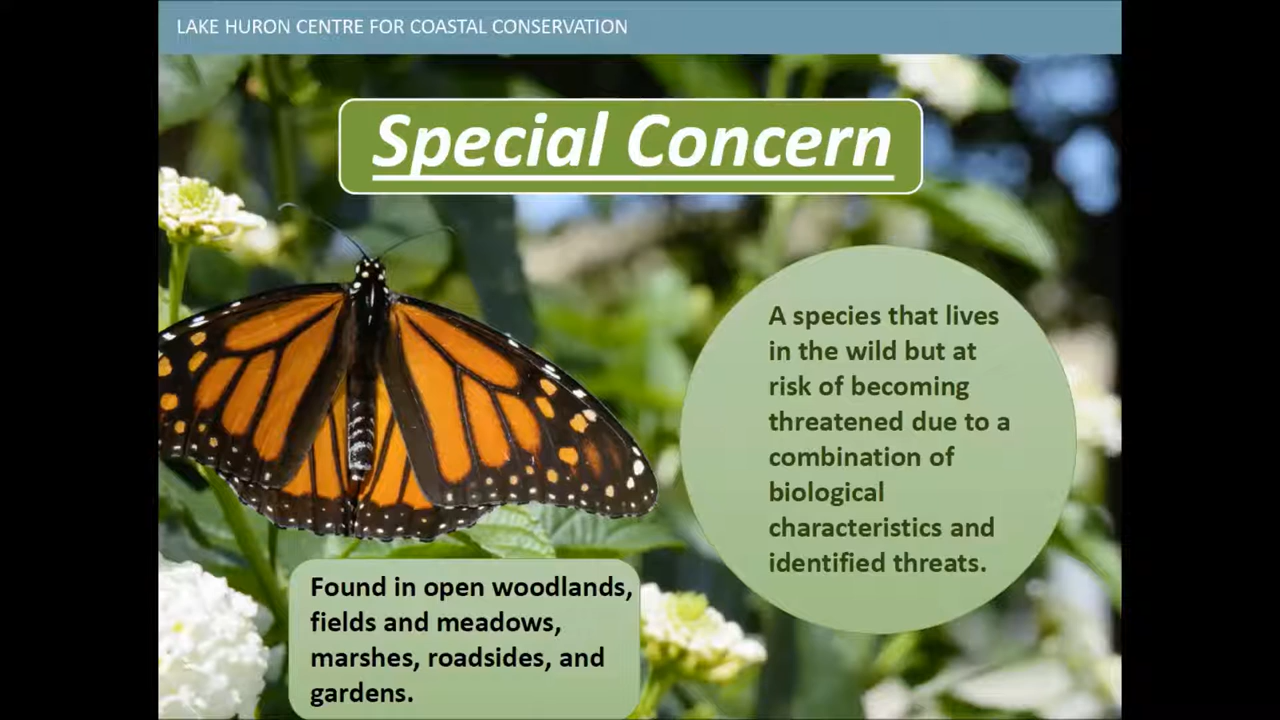 LAKE HURON CENTRE FOR COASTAL CONSERVATION
Special Concern
A species that lives
in the wild but at
risk of becoming
threatened due to a
combination of
biological
characteristics and
identified threats.
Found in open woodlands,
fields and meadows,
marshes, roadsides, and
gardens.